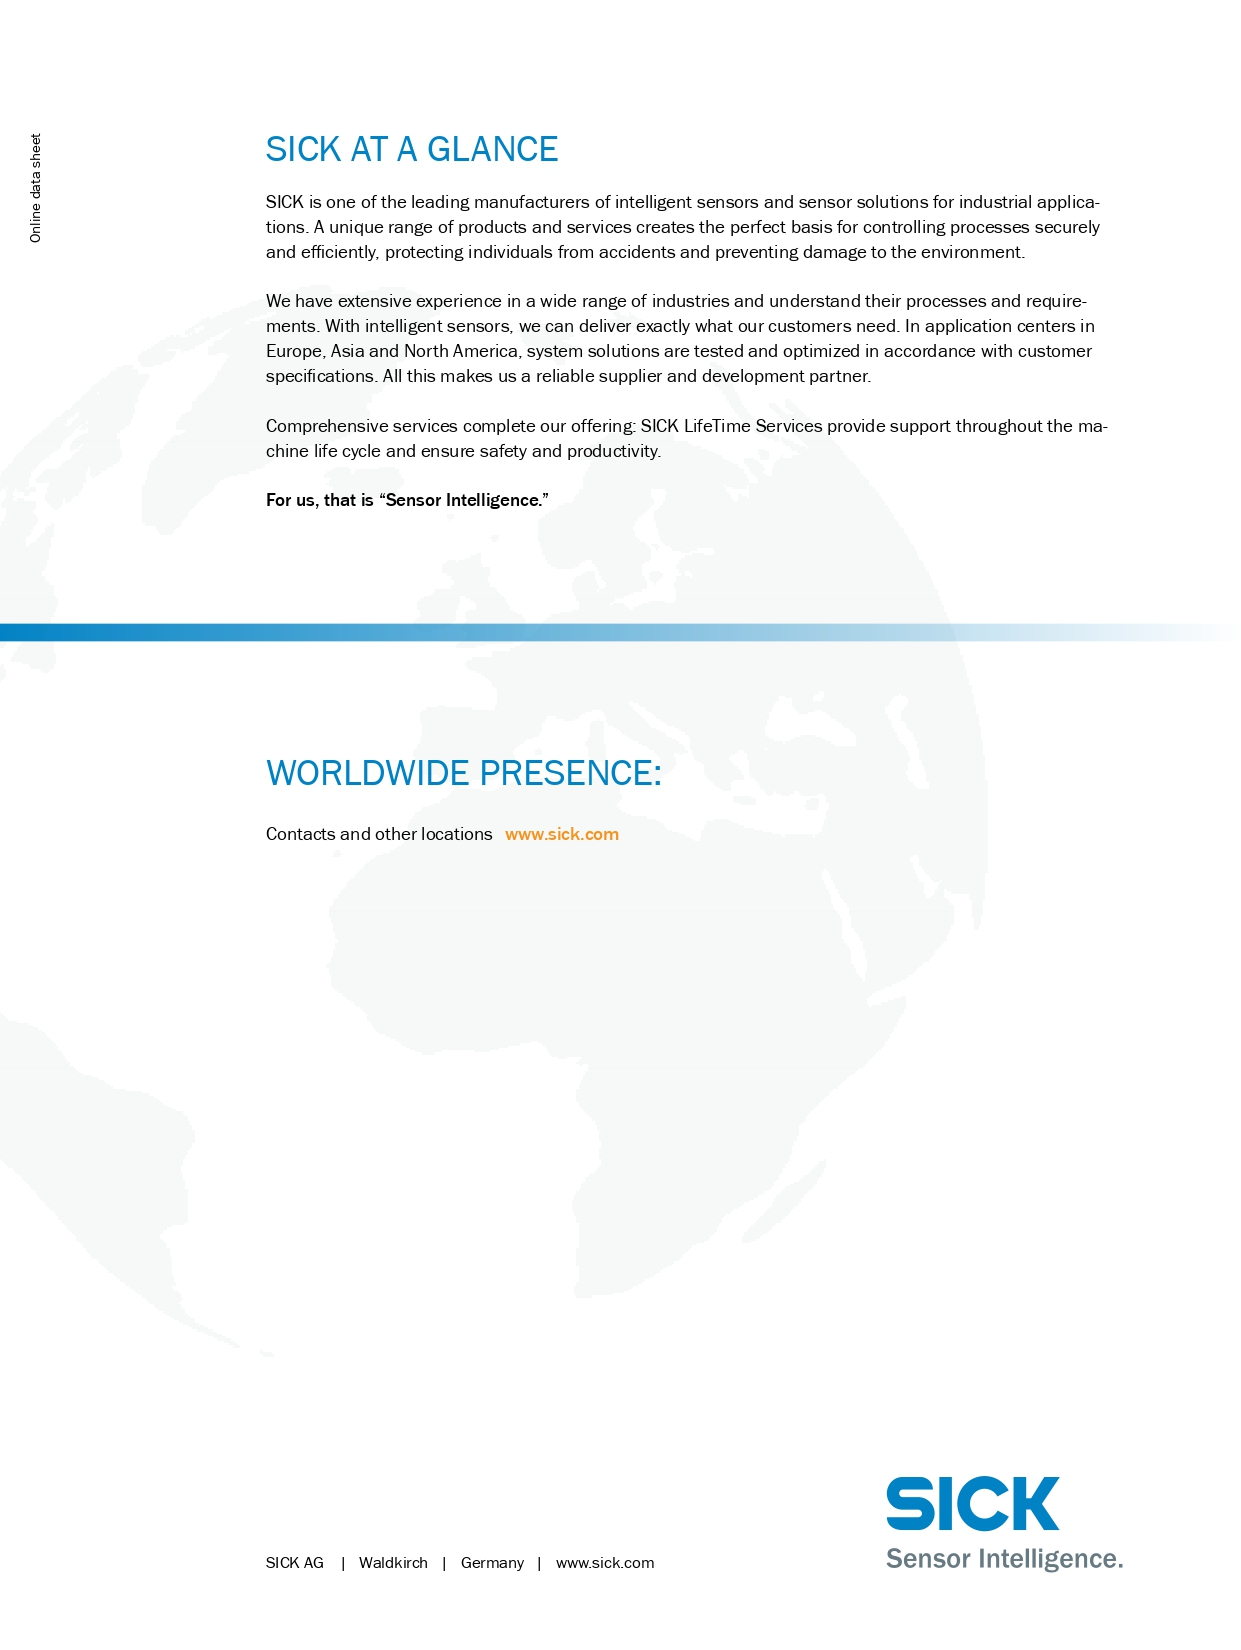 Online data sheet
SICK AT A GLANCE
SICK is one of the leading manufacturers of intelligent sensors and sensor solutions for industrial applica-
tions. A unique range of products and services creates the perfect basis for controlling processes securely
and efficiently, protecting individuals from accidents and preventing damage to the environment.
We have extensive experience in a wide range of industries and understand their processes and require-
ments. With intelligent sensors, we can deliver exactly what our customers need. In application centers in
Europe, Asia and North America, system solutions are tested and optimized in accordance with customer
specifications. All this makes us a reliable supplier and development partner.
Comprehensive services complete our offering: SICK LifeTime Services provide support throughout the ma-
chine life cycle and ensure safety and productivity.
For us, that is “Sensor Intelligence.”
WORLDWIDE PRESENCE:
Contacts and other locations www.sick.com
SICK AG | Waldkirch | Germany | www.sick.com
SICK
Sensor Intelligence.